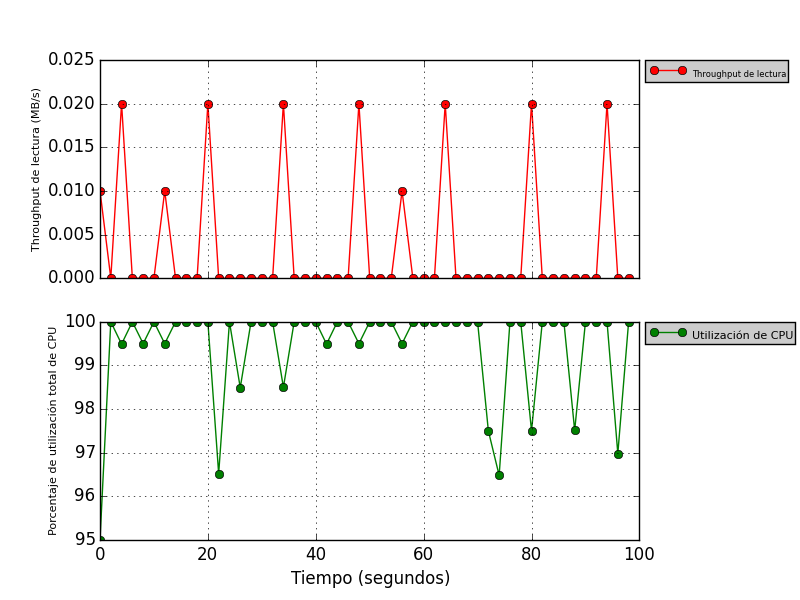 0.025
0.020
0.015
0.010
0.005
0.000
Throughput de lectura (MB/s)
Throughput de lectura
100
99
98
97
96
95
Porcentaje de utilización total de CPU
Utilización de CPU
0 20 40 60 80 100
Tiempo (segundos)